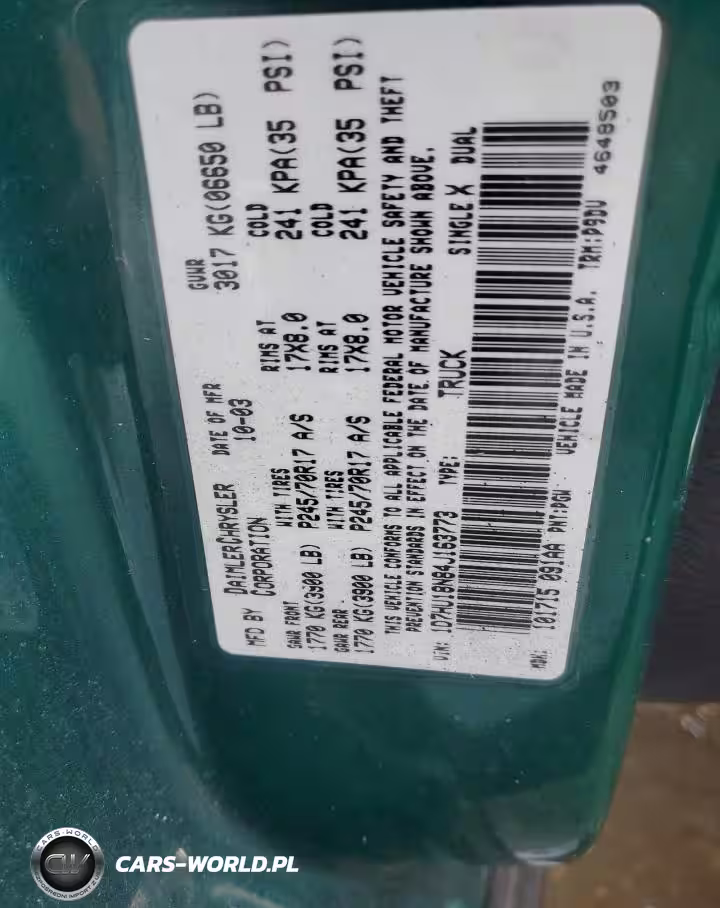 MFD BY DAIMLERCHRYSLER CORPORATION DATE OF MFR 10-03 GVWR 3017 KG(06650 LB)
GAWR FRONT WITH TIRES RIMS AT COLD
1770 KG(3900 LB) P245/70R17 A/S 17X8.0 241 KPA(35 PSI)
GAWR REAR WITH TIRES RIMS AT COLD
1770 KG(3900 LB) P245/70R17 A/S 17X8.0 241 KPA(35 PSI)
THIS VEHICLE CONFORMS TO ALL APPLICABLE FEDERAL MOTOR VEHICLE SAFETY AND THEFT
PREVENTION STANDARDS IN EFFECT ON THE DATE OF MANUFACTURE SHOWN ABOVE.
VIN: 1D7HU18N84J163773 TYPE: TRUCK SINGLE X DUAL
MDH: 101715 091AA PNT:PGW VEHICLE MADE IN U.S.A. TRM:P9DV 4648503
CARS-WORLD
CARS-WORLD.PL